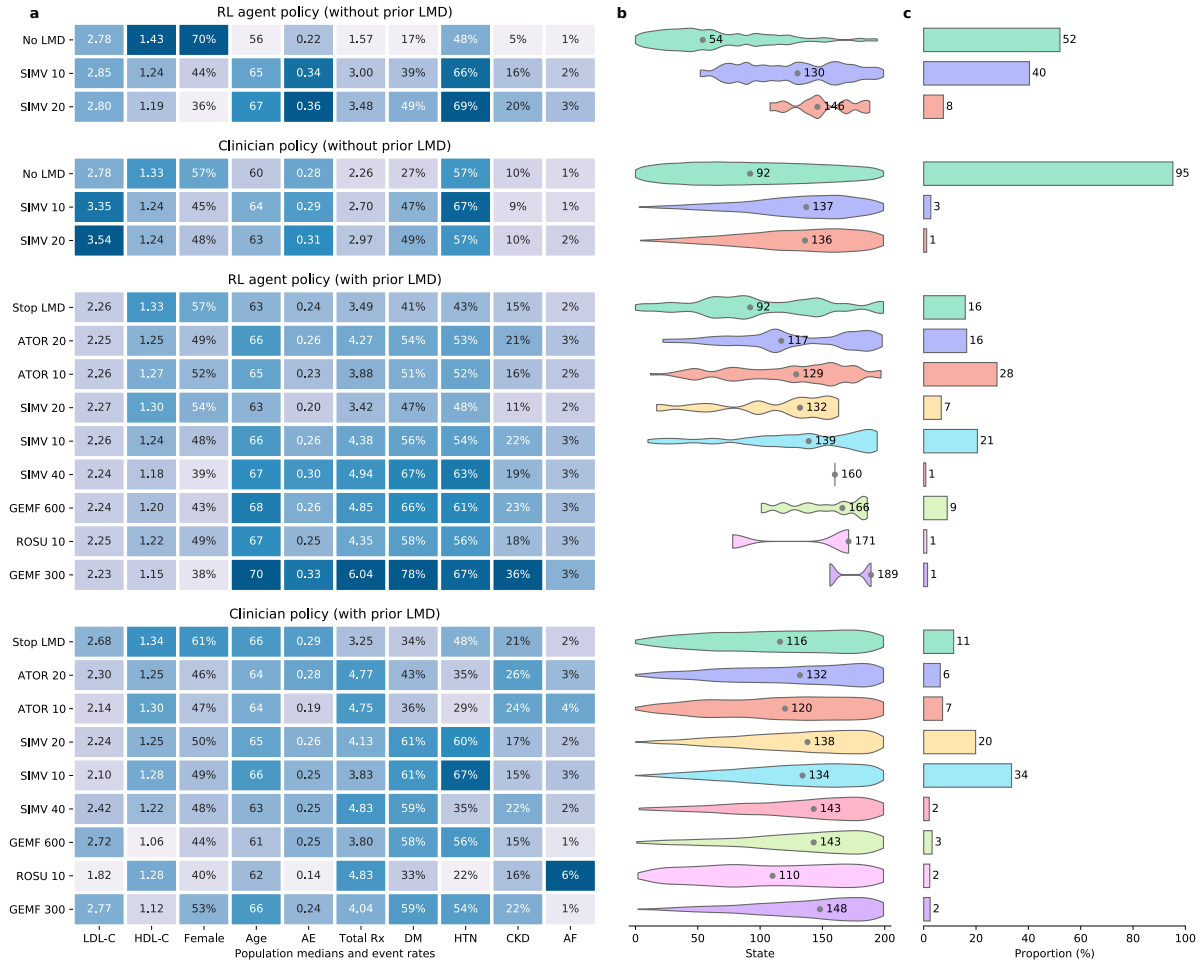 a
b
c
RL agent policy (without prior LMD)
No LMD 2.78 1.43 70% 56 0.22 1.57 17% 48% 5% 1% 54 52
SIMV 10 2.85 1.24 44% 65 0.34 3.00 39% 66% 16% 2% 130 40
SIMV 20 2.80 1.19 36% 67 0.36 3.48 49% 69% 20% 3% 146 8
Clinician policy (without prior LMD)
No LMD 2.78 1.33 57% 60 0.28 2.26 27% 57% 10% 1% 92 95
SIMV 10 3.35 1.24 45% 64 0.29 2.70 47% 67% 9% 1% 137 3
SIMV 20 3.54 1.24 48% 63 0.31 2.97 49% 57% 10% 2% 136 1
RL agent policy (with prior LMD)
Stop LMD 2.26 1.33 57% 63 0.24 3.49 41% 43% 15% 2% 92 16
ATOR 20 2.25 1.25 49% 66 0.26 4.27 54% 53% 21% 3% 117 16
ATOR 10 2.26 1.27 52% 65 0.23 3.88 51% 52% 16% 2% 129 28
SIMV 20 2.27 1.30 54% 63 0.20 3.42 47% 48% 11% 2% 132 7
SIMV 10 2.26 1.24 48% 66 0.26 4.38 56% 54% 22% 3% 139 21
SIMV 40 2.24 1.18 39% 67 0.30 4.94 67% 63% 19% 3% 160 1
GEMF 600 2.24 1.20 43% 68 0.26 4.85 66% 61% 23% 3% 166 9
ROSU 10 2.25 1.22 49% 67 0.25 4.35 58% 56% 18% 3% 171 1
GEMF 300 2.23 1.15 38% 70 0.33 6.04 78% 67% 36% 3% 189 1
Clinician policy (with prior LMD)
Stop LMD 2.68 1.34 61% 66 0.29 3.25 34% 48% 21% 2% 116 11
ATOR 20 2.30 1.25 46% 64 0.28 4.77 43% 35% 26% 3% 132 6
ATOR 10 2.14 1.30 47% 64 0.19 4.75 36% 29% 24% 4% 120 7
SIMV 20 2.24 1.25 50% 65 0.26 4.13 61% 60% 17% 2% 138 20
SIMV 10 2.10 1.28 49% 66 0.25 3.83 61% 67% 15% 3% 134 34
SIMV 40 2.42 1.22 48% 63 0.25 4.83 59% 35% 22% 2% 143 2
GEMF 600 2.72 1.06 44% 61 0.25 3.80 58% 56% 15% 1% 143 3
ROSU 10 1.82 1.28 40% 62 0.14 4.83 33% 22% 16% 6% 110 2
GEMF 300 2.77 1.12 53% 66 0.24 4.04 59% 54% 22% 1% 148 2
LDL-C HDL-C Female Age AE Total Rx DM HTN CKD AF
Population medians and event rates
0 50 100 150 200
State
0 20 40 60 80 100
Proportion (%)